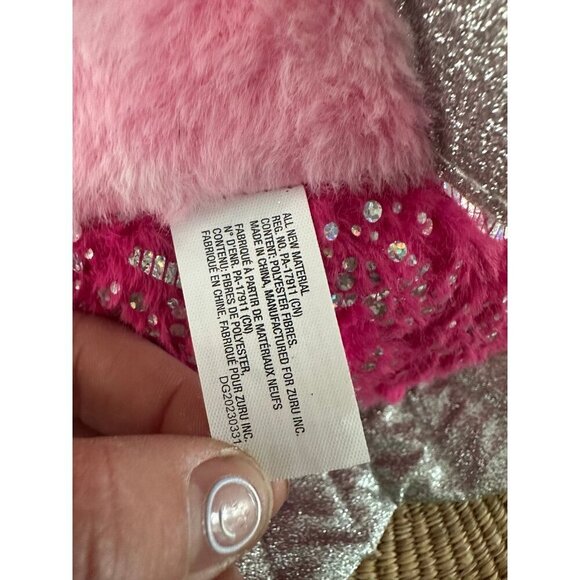 ALL NEW MATERIAL
REG. NO. PA-17911 (CN)
CONTENT: POLYESTER FIBRES.
MADE IN CHINA, MANUFACTURED FOR ZURU INC.
FABRIQUÉ À PARTIR DE MATÉRIAUX NEUFS
N° D'ENR. PA-17911 (CN)
CONTENU: FIBRES DE POLYESTER,
FABRIQUÉ EN CHINE, FABRIQUÉ POUR ZURU INC.
DG20230331